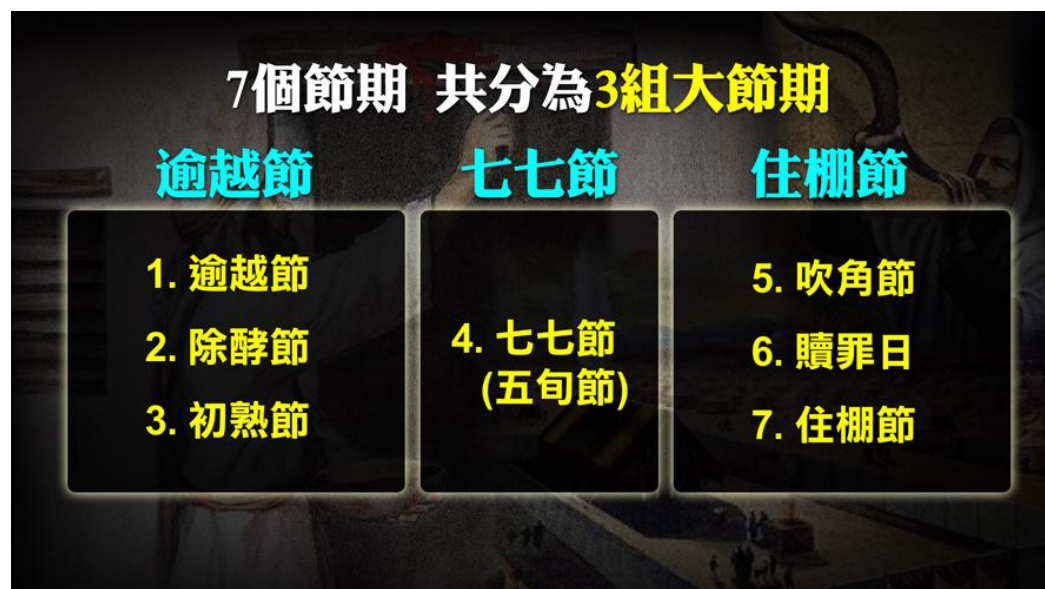 7個節期 共分為3組大節期
逾越節
七七節
住棚節
1. 逾越節
2. 除酵節
3. 初熟節
4. 七七節
(五旬節)
5. 吹角節
6. 贖罪日
7. 住棚節